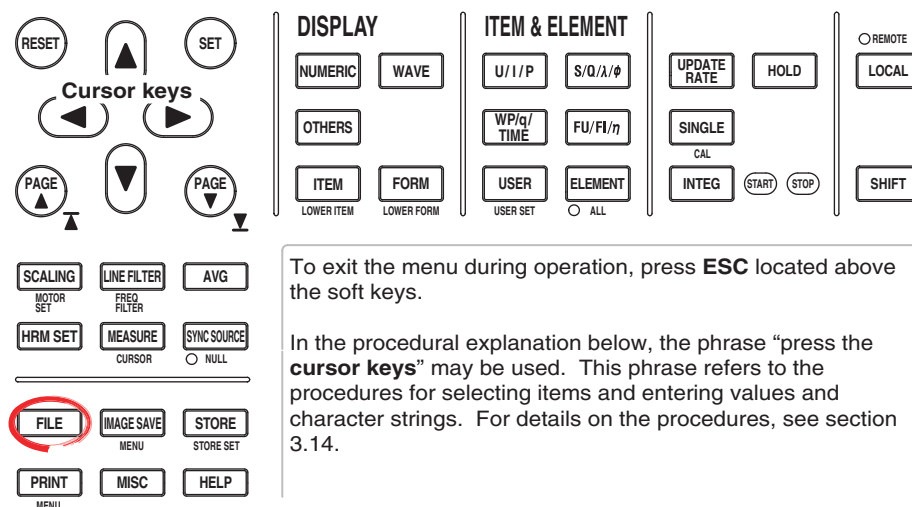 RESET
SET
Cursor keys
PAGE
PAGE
DISPLAY
NUMERIC
WAVE
OTHERS
ITEM
FORM
LOWER ITEM
LOWER FORM
ITEM & ELEMENT
U / I / P
S/Q/λ/ϕ
WP/q/
TIME
FU/FI/η
USER
ELEMENT
USER SET
ALL
UPDATE
RATE
HOLD
SINGLE
CAL
INTEG
START
STOP
REMOTE
LOCAL
SHIFT
SCALING
LINE FILTER
AVG
MOTOR
SET
FREQ
FILTER
HRM SET
MEASURE
SYNC SOURCE
CURSOR
NULL
FILE
IMAGE SAVE
STORE
MENU
STORE SET
PRINT
MISC
HELP
MENU
To exit the menu during operation, press ESC located above
the soft keys.
In the procedural explanation below, the phrase “press the
cursor keys” may be used.  This phrase refers to the
procedures for selecting items and entering values and
character strings.  For details on the procedures, see section
3.14.